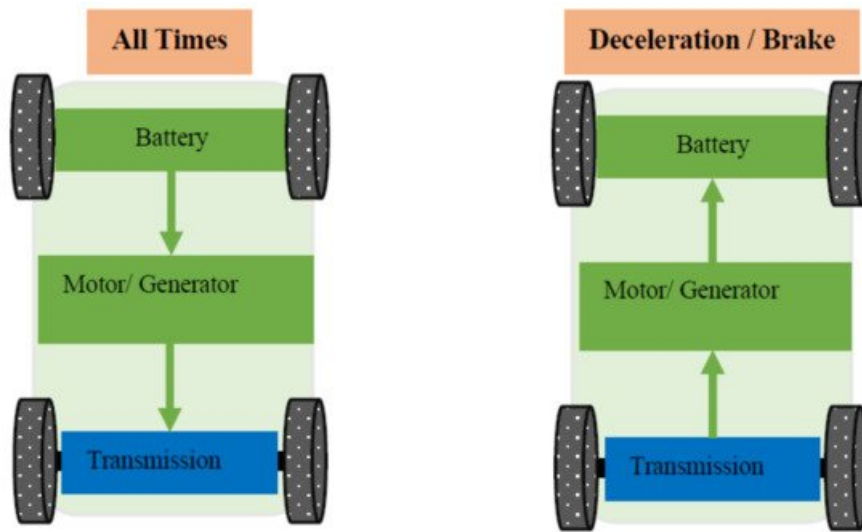 All Times
Battery
Motor/ Generator
Transmission
Deceleration / Brake
Battery
Motor/ Generator
Transmission